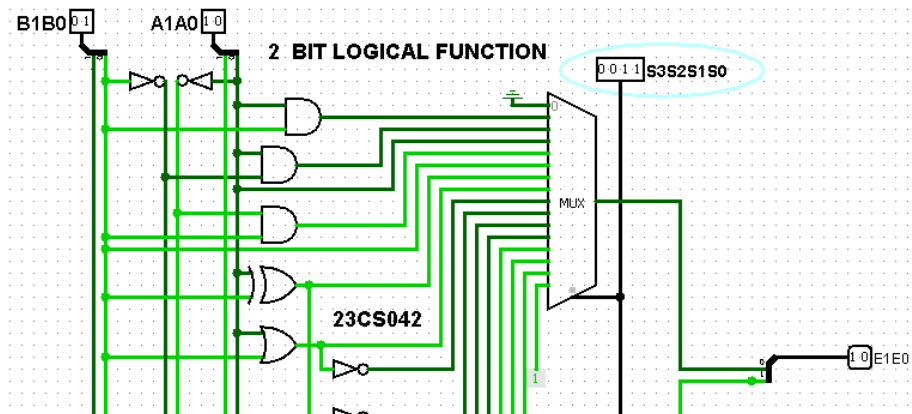 B1B0 0 1 A1A0 1 0
2 BIT LOGICAL FUNCTION
0 0 1 1 S3S2S1S0
0
MUX
23CS042
1
1 0 E1E0